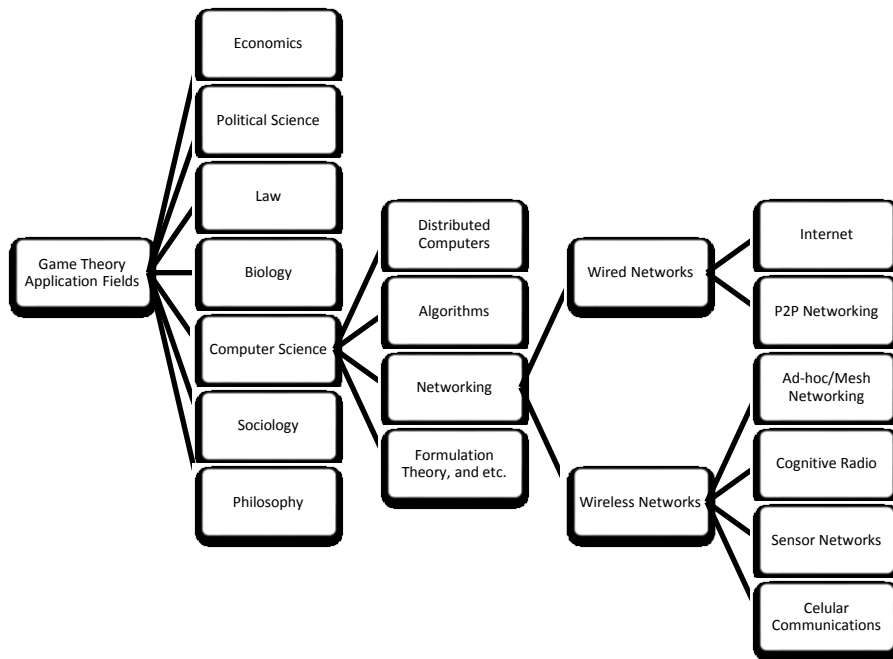 Game Theory
Application Fields
Economics
Political Science
Law
Biology
Computer Science
Sociology
Philosophy
Distributed
Computers
Algorithms
Networking
Formulation
Theory, and etc.
Wired Networks
Wireless Networks
Internet
P2P Networking
Ad-hoc/Mesh
Networking
Cognitive Radio
Sensor Networks
Celular
Communications